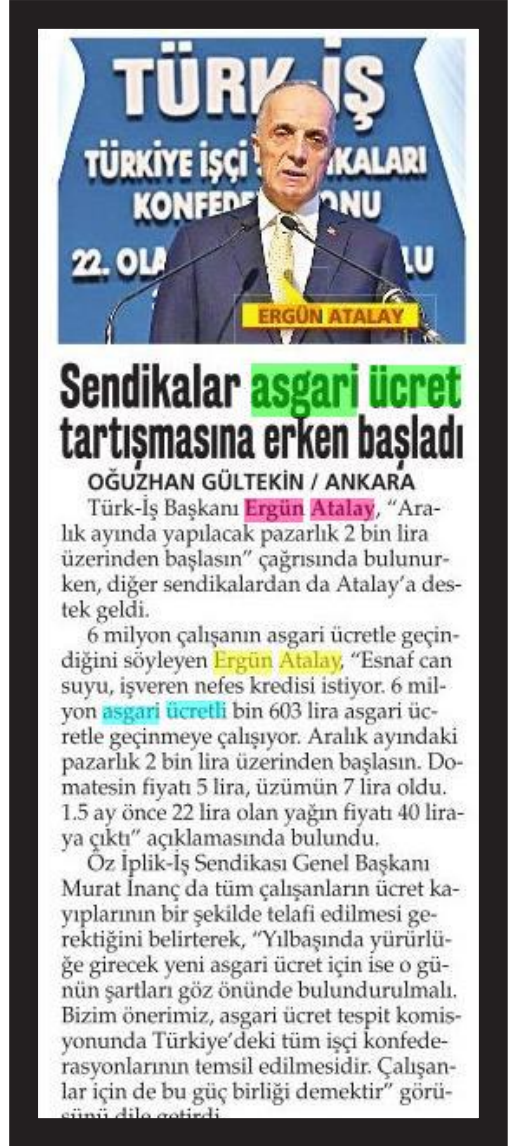 TÜRK-İŞ
TÜRKİYE İŞÇİ KALARI
KONFEDE ONU
22. OLA LU
ERGÜN ATALAY
Sendikalar asgari ücret
tartışmasına erken başladı
OĞUZHAN GÜLTEKİN / ANKARA
Türk-İş Başkanı Ergün Atalay, “Ara-
lık ayında yapılacak pazarlık 2 bin lira
üzerinden başlasın” çağrısında bulunur-
ken, diğer sendikalardan da Atalay’a des-
tek geldi.
6 milyon çalışanın asgari ücretle geçin-
diğini söyleyen Ergün Atalay, “Esnaf can
suyu, işveren nefes kredisi istiyor. 6 mil-
yon asgari ücretli bin 603 lira asgari üc-
retle geçinmeye çalışıyor. Aralık ayındaki
pazarlık 2 bin lira üzerinden başlasın. Do-
matesin fiyatı 5 lira, üzümün 7 lira oldu.
1.5 ay önce 22 lira olan yağın fiyatı 40 lira-
ya çıktı” açıklamasında bulundu.
Öz İplik-İş Sendikası Genel Başkanı
Murat İnanç da tüm çalışanların ücret ka-
yıplarının bir şekilde telafi edilmesi ge-
rektiğini belirterek, “Yılbaşında yürürlü-
ğe girecek yeni asgari ücret için ise o gü-
nün şartları göz önünde bulundurulmalı.
Bizim önerimiz, asgari ücret tespit komis-
yonunda Türkiye’deki tüm işçi konfede-
rasyonlarının temsil edilmesidir. Çalışan-
lar için de bu güç birliği demektir” görü-
şünü dile getirdi.